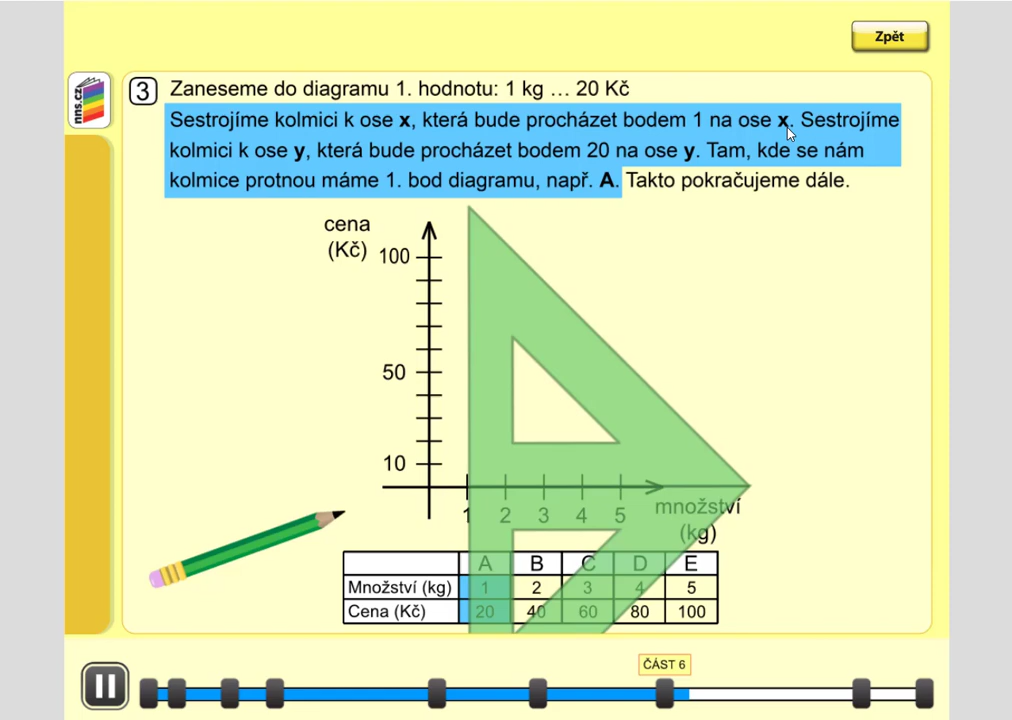 Zpět
nns.cz
3 Zaneseme do diagramu 1. hodnotu: 1 kg … 20 Kč
Sestrojíme kolmici k ose x, která bude procházet bodem 1 na ose x. Sestrojíme
kolmici k ose y, která bude procházet bodem 20 na ose y. Tam, kde se nám
kolmice protnou máme 1. bod diagramu, např. A. Takto pokračujeme dále.
cena
(Kč)
100
50
10
1 2 3 4 5
množství
(kg)
A B C D E
Množství (kg) 1 2 3 4 5
Cena (Kč) 20 40 60 80 100
ČÁST 6